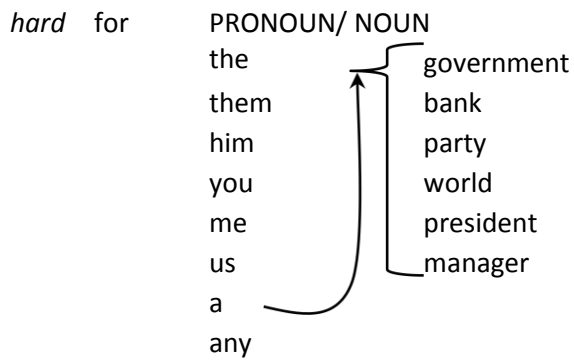 hard for PRONOUN/ NOUN
the government
them bank
him party
you world
me president
us manager
a
any